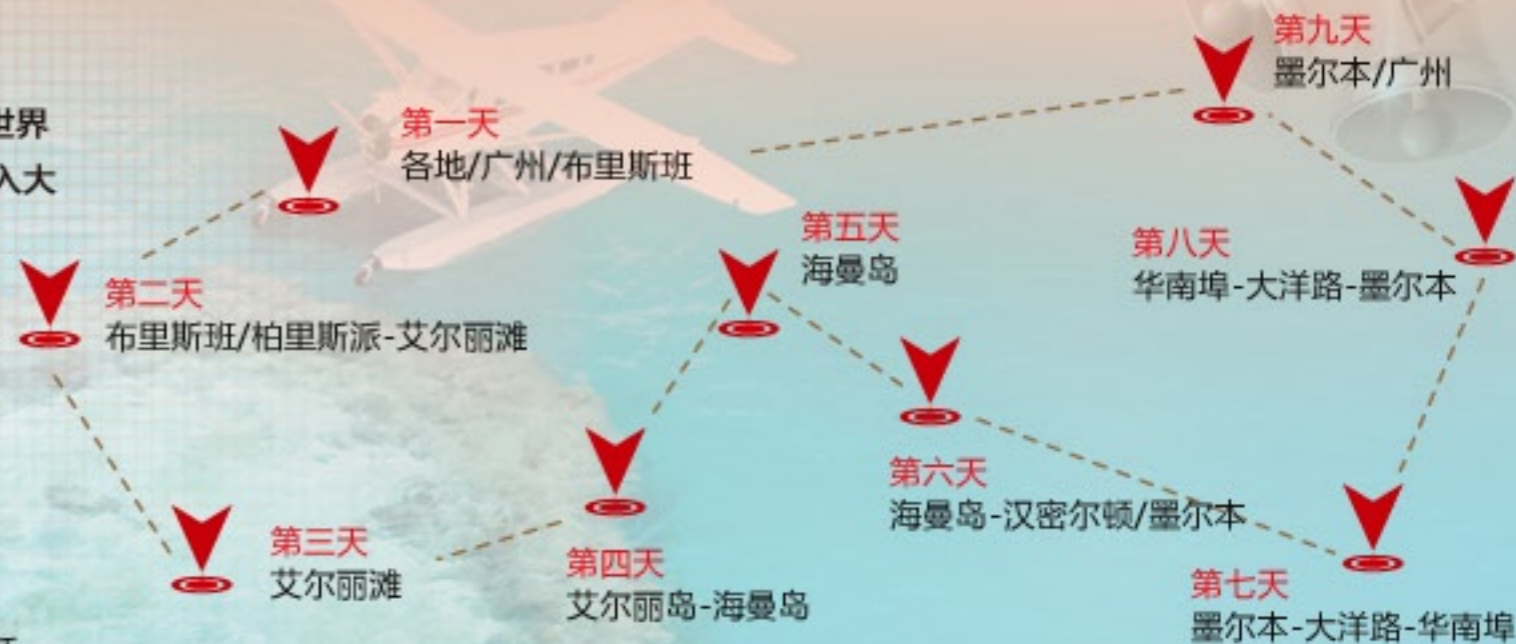 世界
入大
第一天
各地/广州/布里斯班
第二天
布里斯班/柏里斯派-艾尔丽滩
第三天
艾尔丽滩
第四天
艾尔丽岛-海曼岛
第五天
海曼岛
第六天
海曼岛-汉密尔顿/墨尔本
第七天
墨尔本-大洋路-华南埠
第八天
华南埠-大洋路-墨尔本
第九天
墨尔本/广州